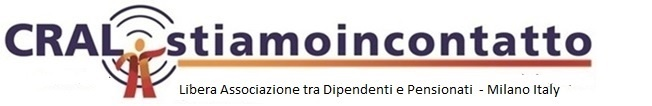 CRAL stiamoincontatto
Libera Associazione tra Dipendenti e Pensionati - Milano Italy